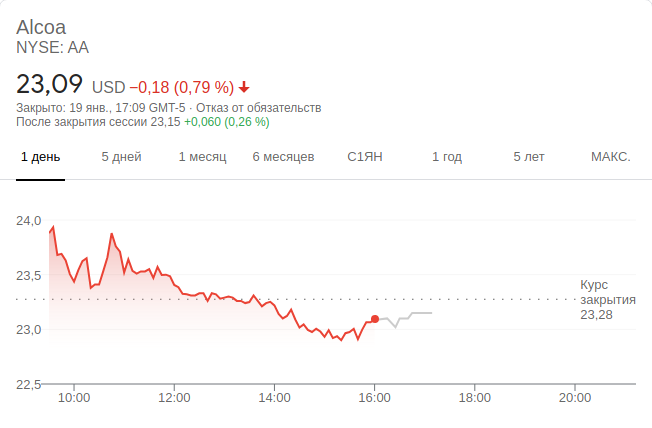 Alcoa
NYSE: AA
23,09 USD −0,18 (0,79 %)
Закрыто: 19 янв., 17:09 GMT-5 · Отказ от обязательств
После закрытия сессии 23,15 +0,060 (0,26 %)
1 день 5 дней 1 месяц 6 месяцев С1ЯН 1 год 5 лет МАКС.
24,0
23,5
Курс
закрытия
23,28
23,0
22,5
10:00 12:00 14:00 16:00 18:00 20:00